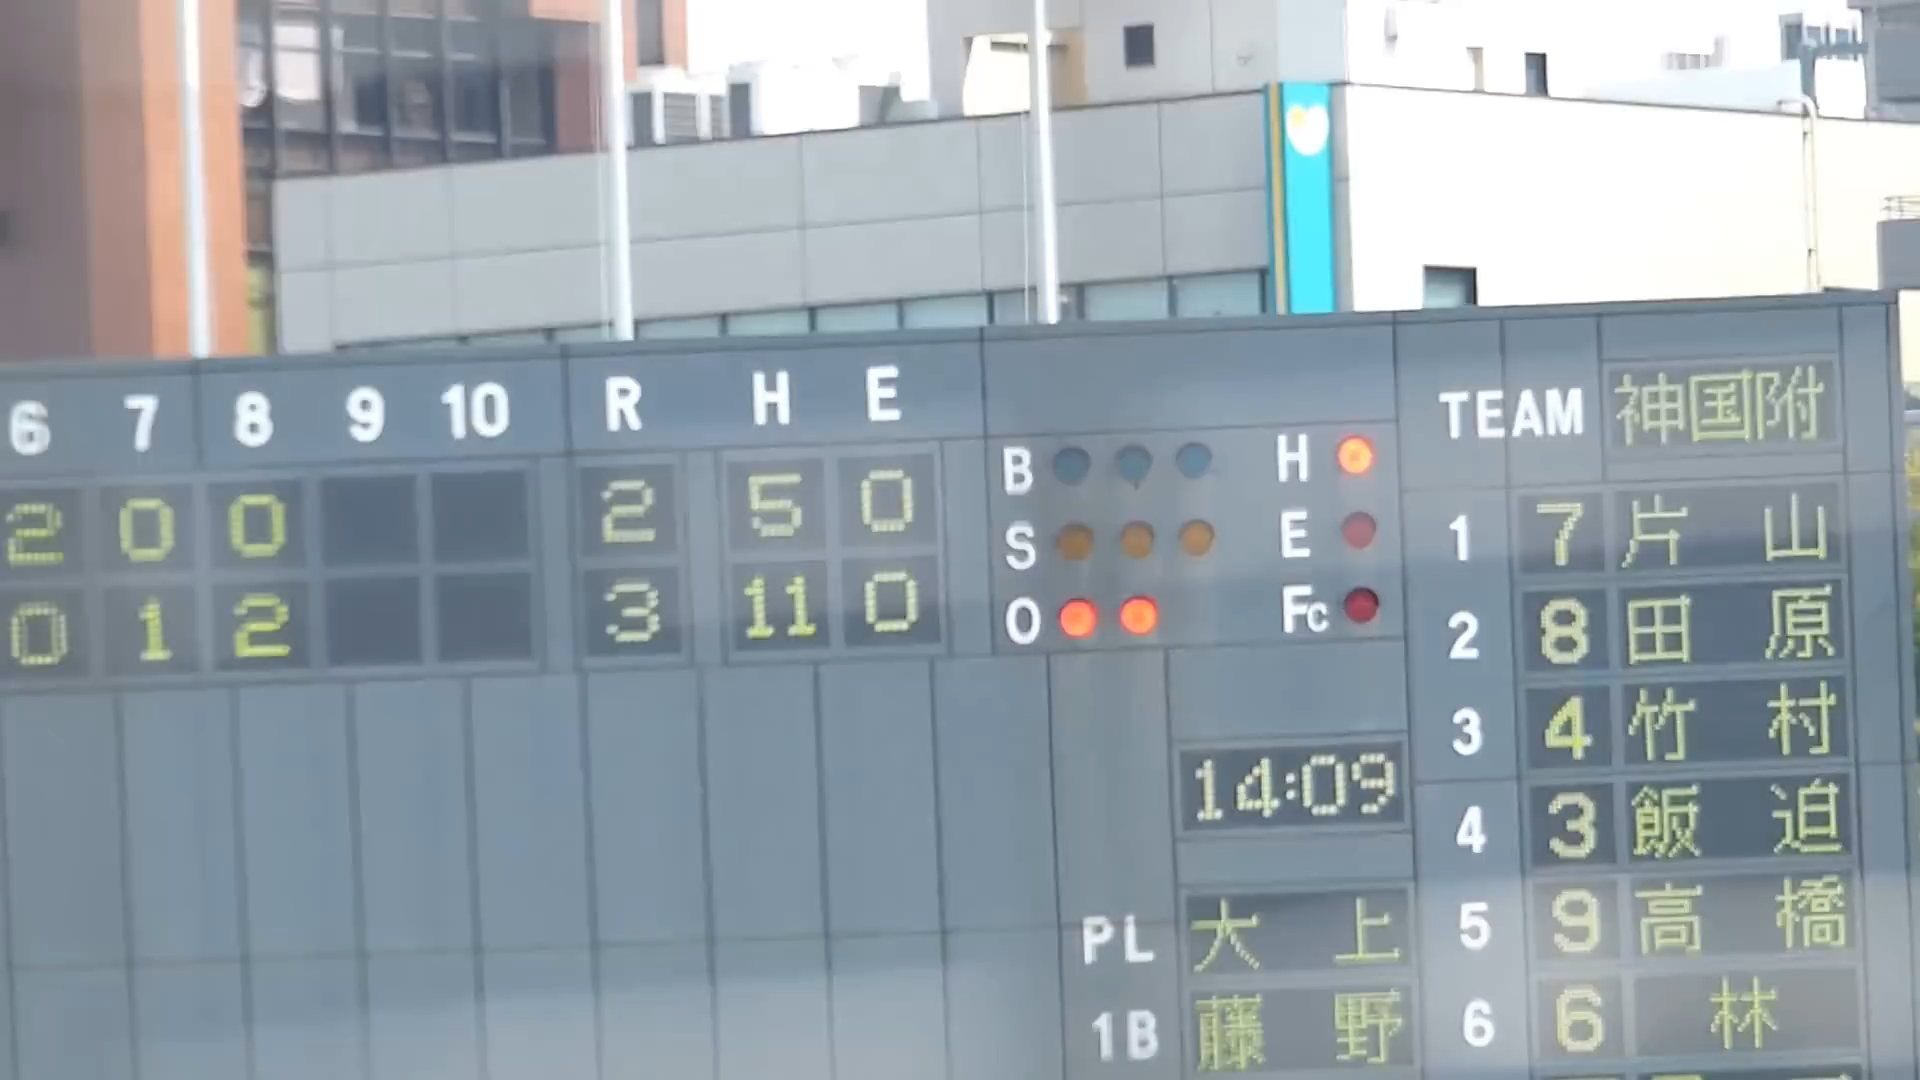 6 7 8 9 10 R H E
2 0 0 2 5 0
0 1 2 3 11 0
B H
S E
O Fc
14:09
PL 大上
1B 藤野
TEAM 神国附
1 7 片山
2 8 田原
3 4 竹村
4 3 飯迫
5 9 高橋
6 6 林